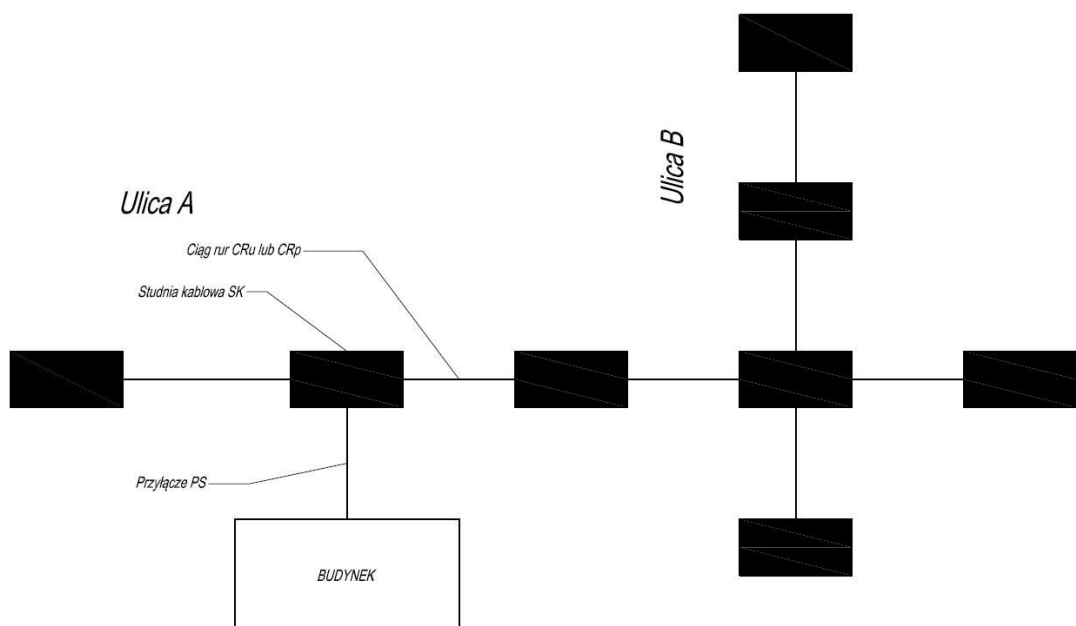 Ulica B
Ulica A
Ciąg rur CRu lub CRp
Studnia kablowa SK
Przyłącze PS
BUDYNEK